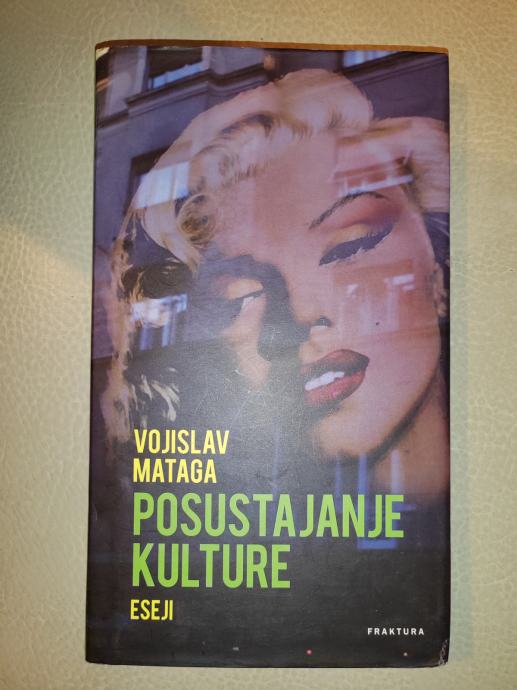 VOJISLAV
MATAGA
POSUSTAJANJE
KULTURE
ESEJI
FRAKTURA